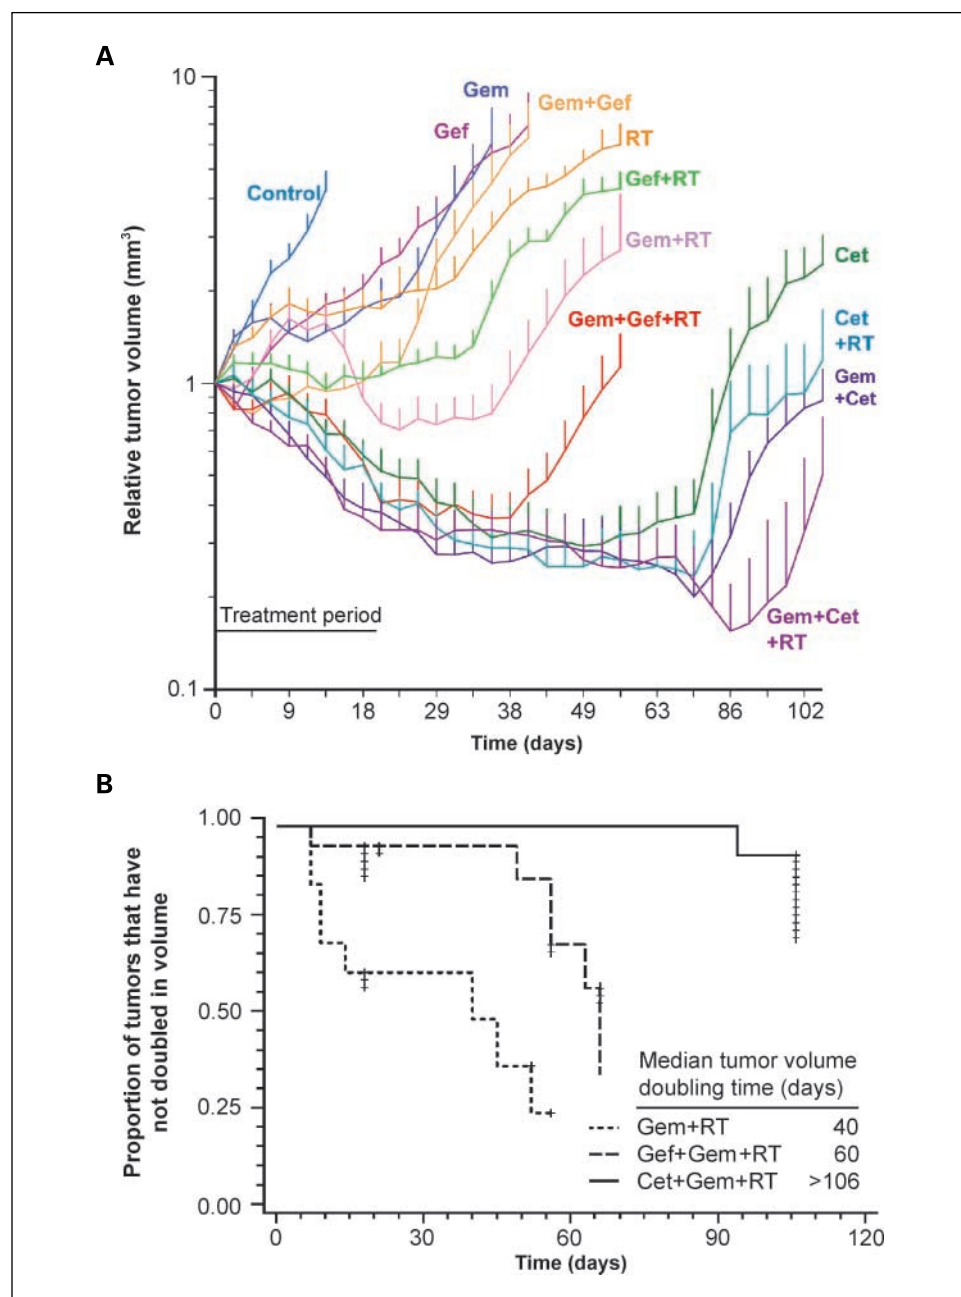 A
10
1
0.1
Relative tumor volume (mm³)
Control
Gef
Gem
Gem+Gef
RT
Gef+RT
Gem+RT
Gem+Gef+RT
Cet
Cet
+RT
Gem
+Cet
Gem+Cet
+RT
Treatment period
0 9 18 29 38 49 63 86 102
Time (days)
B
1.00
0.75
0.50
0.25
0.00
Proportion of tumors that have
not doubled in volume
Median tumor volume
doubling time (days)
Gem+RT 40
Gef+Gem+RT 60
Cet+Gem+RT >106
0 30 60 90 120
Time (days)